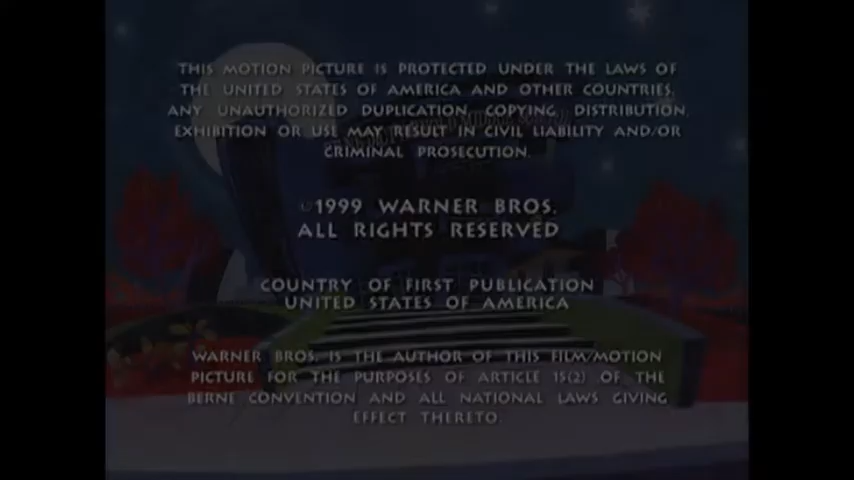 THIS MOTION PICTURE IS PROTECTED UNDER THE LAWS OF
THE UNITED STATES OF AMERICA AND OTHER COUNTRIES.
ANY UNAUTHORIZED DUPLICATION, COPYING, DISTRIBUTION,
EXHIBITION OR USE MAY RESULT IN CIVIL LIABILITY AND/OR
CRIMINAL PROSECUTION.
©1999 WARNER BROS.
ALL RIGHTS RESERVED
COUNTRY OF FIRST PUBLICATION
UNITED STATES OF AMERICA
WARNER BROS. IS THE AUTHOR OF THIS FILM/MOTION
PICTURE FOR THE PURPOSES OF ARTICLE 15(2) OF THE
BERNE CONVENTION AND ALL NATIONAL LAWS GIVING
EFFECT THERETO.